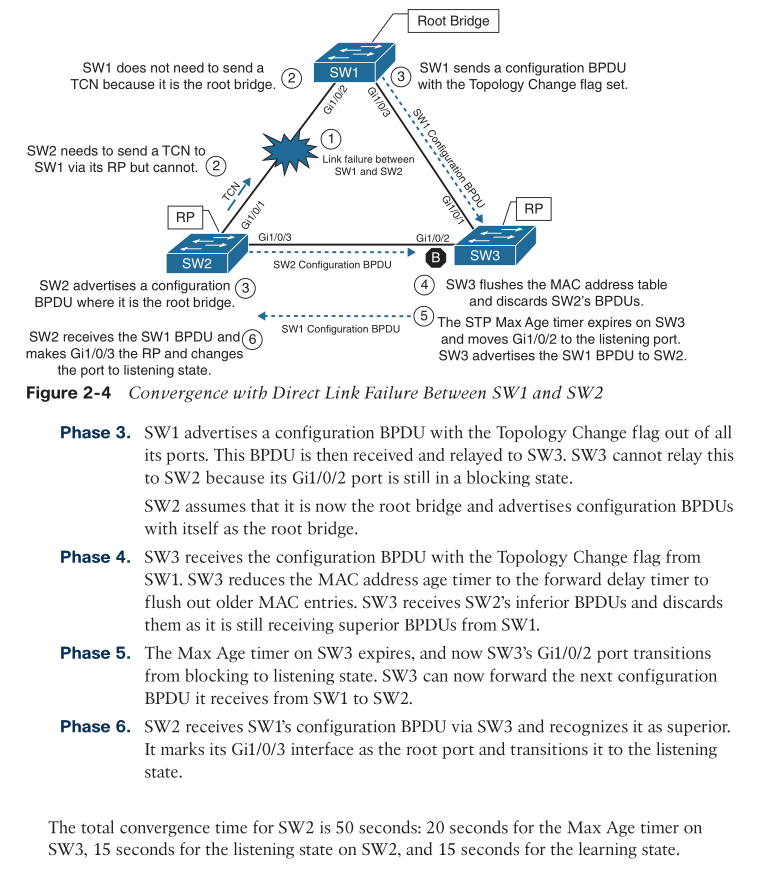 Root Bridge
SW1 does not need to send a
TCN because it is the root bridge.
2
SW1
3
SW1 sends a configuration BPDU
with the Topology Change flag set.
Gi1/0/2
Gi1/0/3
1
Link failure between
SW1 and SW2
SW1 Configuration BPDU
SW2 needs to send a TCN to
SW1 via its RP but cannot.
2
TCN
Gi1/0/1
Gi1/0/1
RP
RP
SW2
Gi1/0/3
Gi1/0/2
SW2 Configuration BPDU
B
SW3
SW2 advertises a configuration
BPDU where it is the root bridge.
3
4
SW3 flushes the MAC address table
and discards SW2's BPDUs.
SW1 Configuration BPDU
5
The STP Max Age timer expires on SW3
and moves Gi1/0/2 to the listening port.
SW3 advertises the SW1 BPDU to SW2.
SW2 receives the SW1 BPDU and
makes Gi1/0/3 the RP and changes
the port to listening state.
6
Figure 2-4 Convergence with Direct Link Failure Between SW1 and SW2
Phase 3. SW1 advertises a configuration BPDU with the Topology Change flag out of all
its ports. This BPDU is then received and relayed to SW3. SW3 cannot relay this
to SW2 because its Gi1/0/2 port is still in a blocking state.
SW2 assumes that it is now the root bridge and advertises configuration BPDUs
with itself as the root bridge.
Phase 4. SW3 receives the configuration BPDU with the Topology Change flag from
SW1. SW3 reduces the MAC address age timer to the forward delay timer to
flush out older MAC entries. SW3 receives SW2's inferior BPDUs and discards
them as it is still receiving superior BPDUs from SW1.
Phase 5. The Max Age timer on SW3 expires, and now SW3's Gi1/0/2 port transitions
from blocking to listening state. SW3 can now forward the next configuration
BPDU it receives from SW1 to SW2.
Phase 6. SW2 receives SW1's configuration BPDU via SW3 and recognizes it as superior.
It marks its Gi1/0/3 interface as the root port and transitions it to the listening
state.
The total convergence time for SW2 is 50 seconds: 20 seconds for the Max Age timer on
SW3, 15 seconds for the listening state on SW2, and 15 seconds for the learning state.